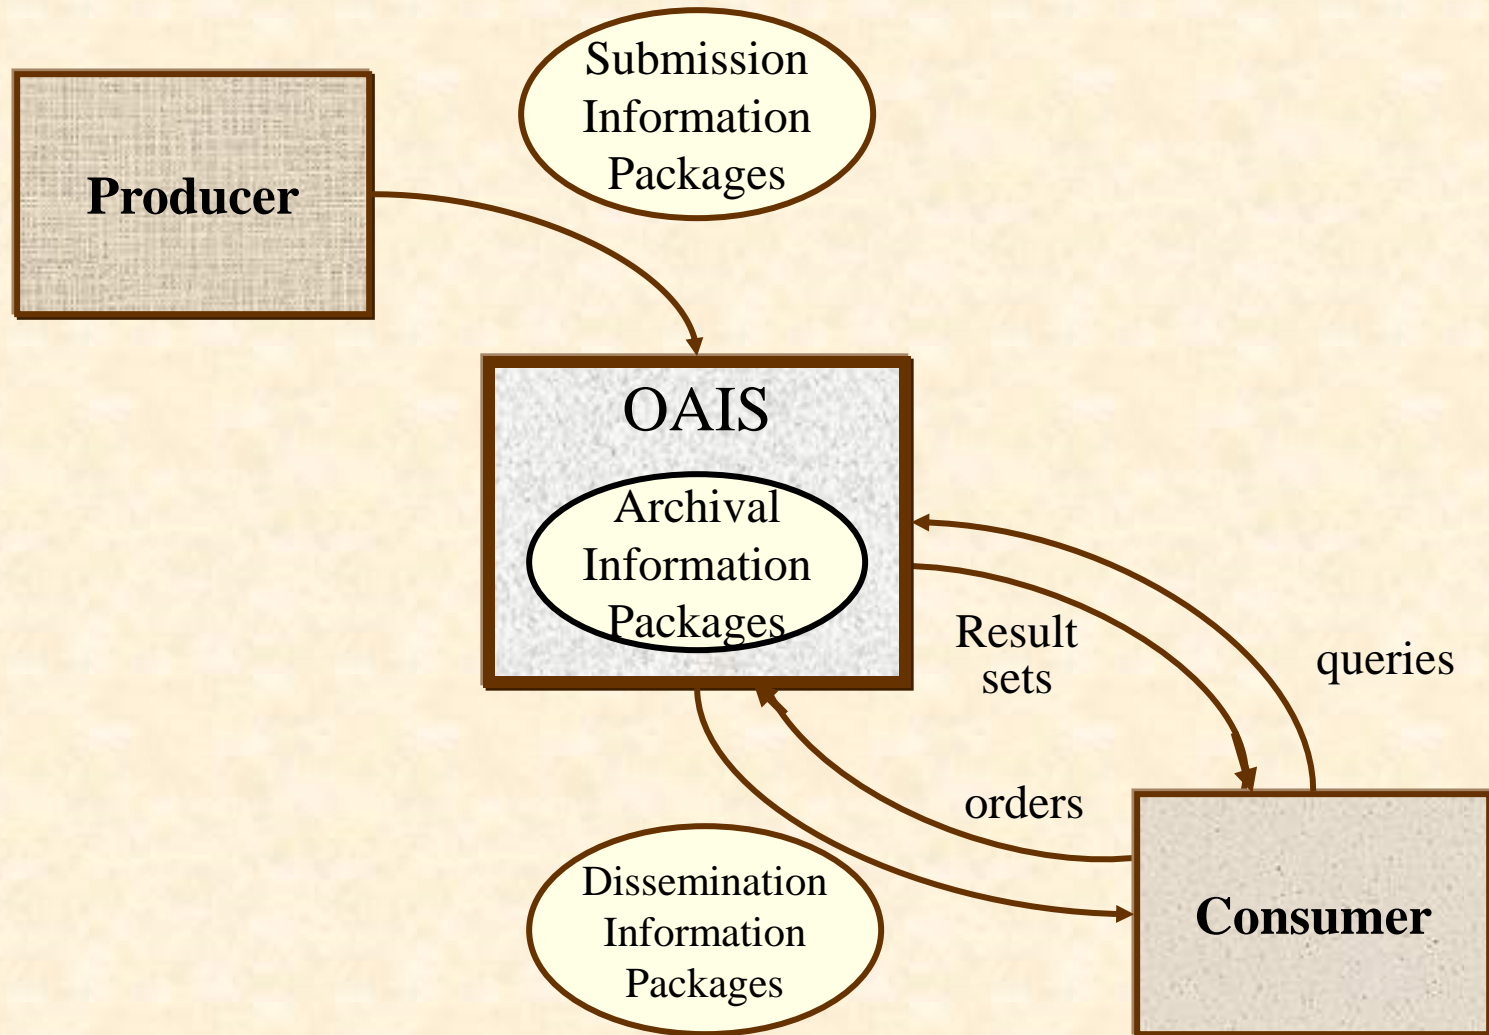 Submission
Information
Packages
Producer
OAIS
Archival
Information
Packages
Result
sets
queries
orders
Dissemination
Information
Packages
Consumer